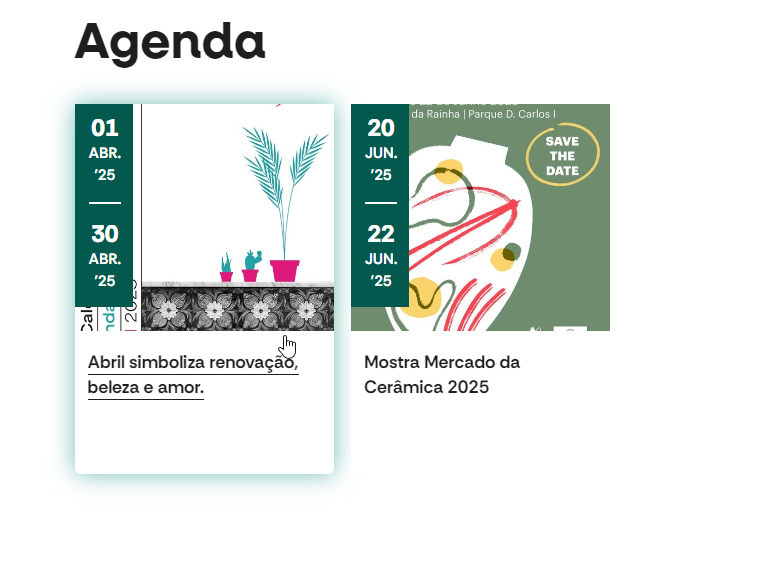 Agenda
01
ABR.
’25
30
ABR.
’25
Abril simboliza renovação,
beleza e amor.
20
JUN.
’25
22
JUN.
’25
da Rainha | Parque D. Carlos I
SAVE
THE
DATE
Mostra Mercado da
Cerâmica 2025